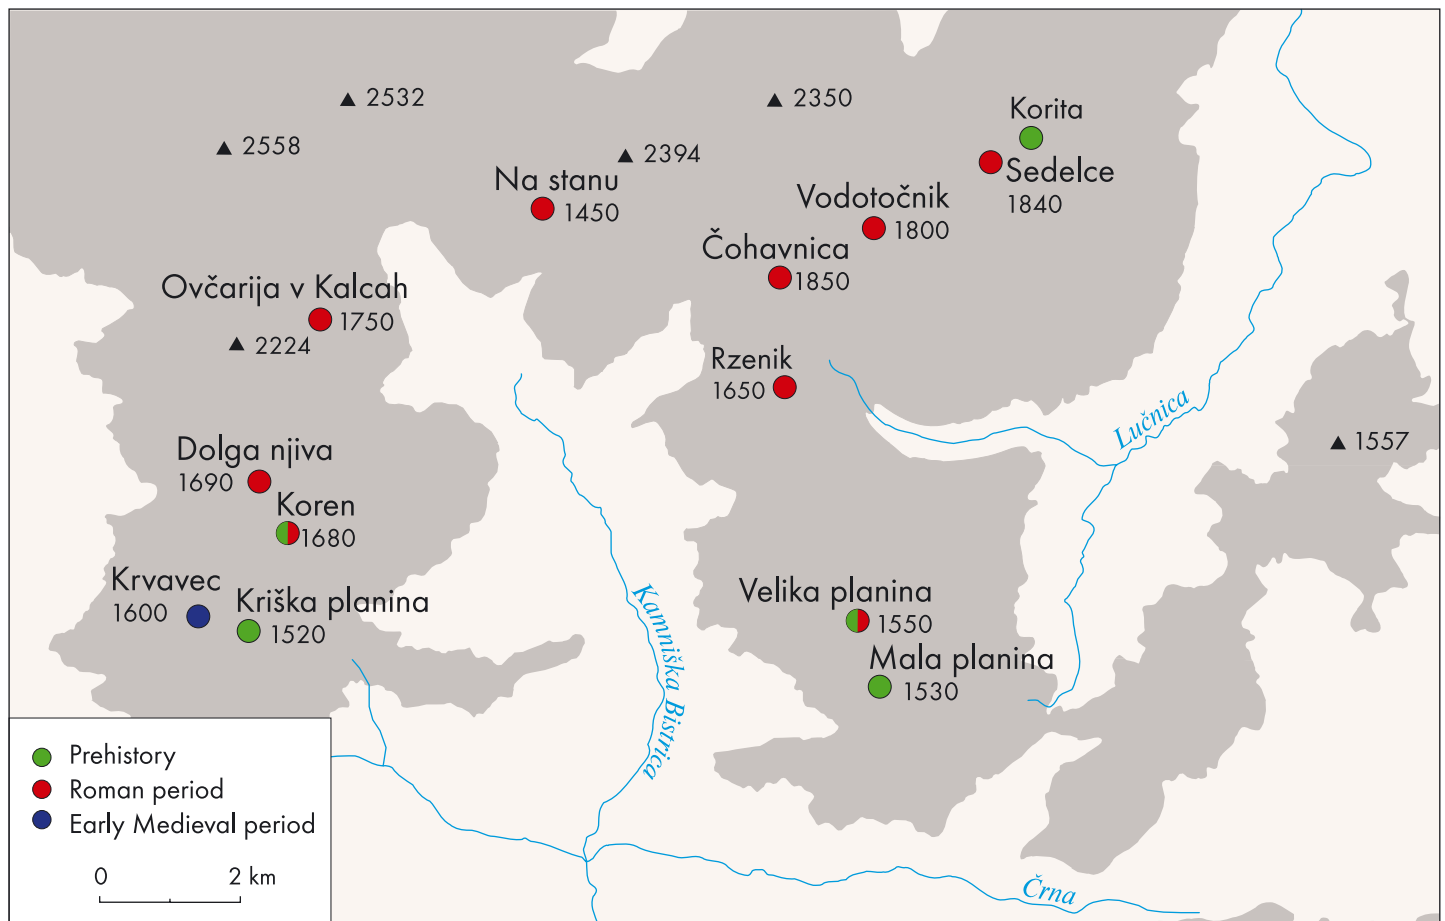 2532
2350
Korita
2558
2394
Sedelce
1840
Na stanu
1450
Vodotočnik
1800
Čohavnica
1850
Ovčarija v Kalcah
1750
2224
Rzenik
1650
Lučnica
1557
Dolga njiva
1690
Koren
1680
Krvavec
1600
Kriška planina
1520
Kamniška Bistrica
Velika planina
1550
Mala planina
1530
Prehistory
Roman period
Early Medieval period
0 2 km
Črna